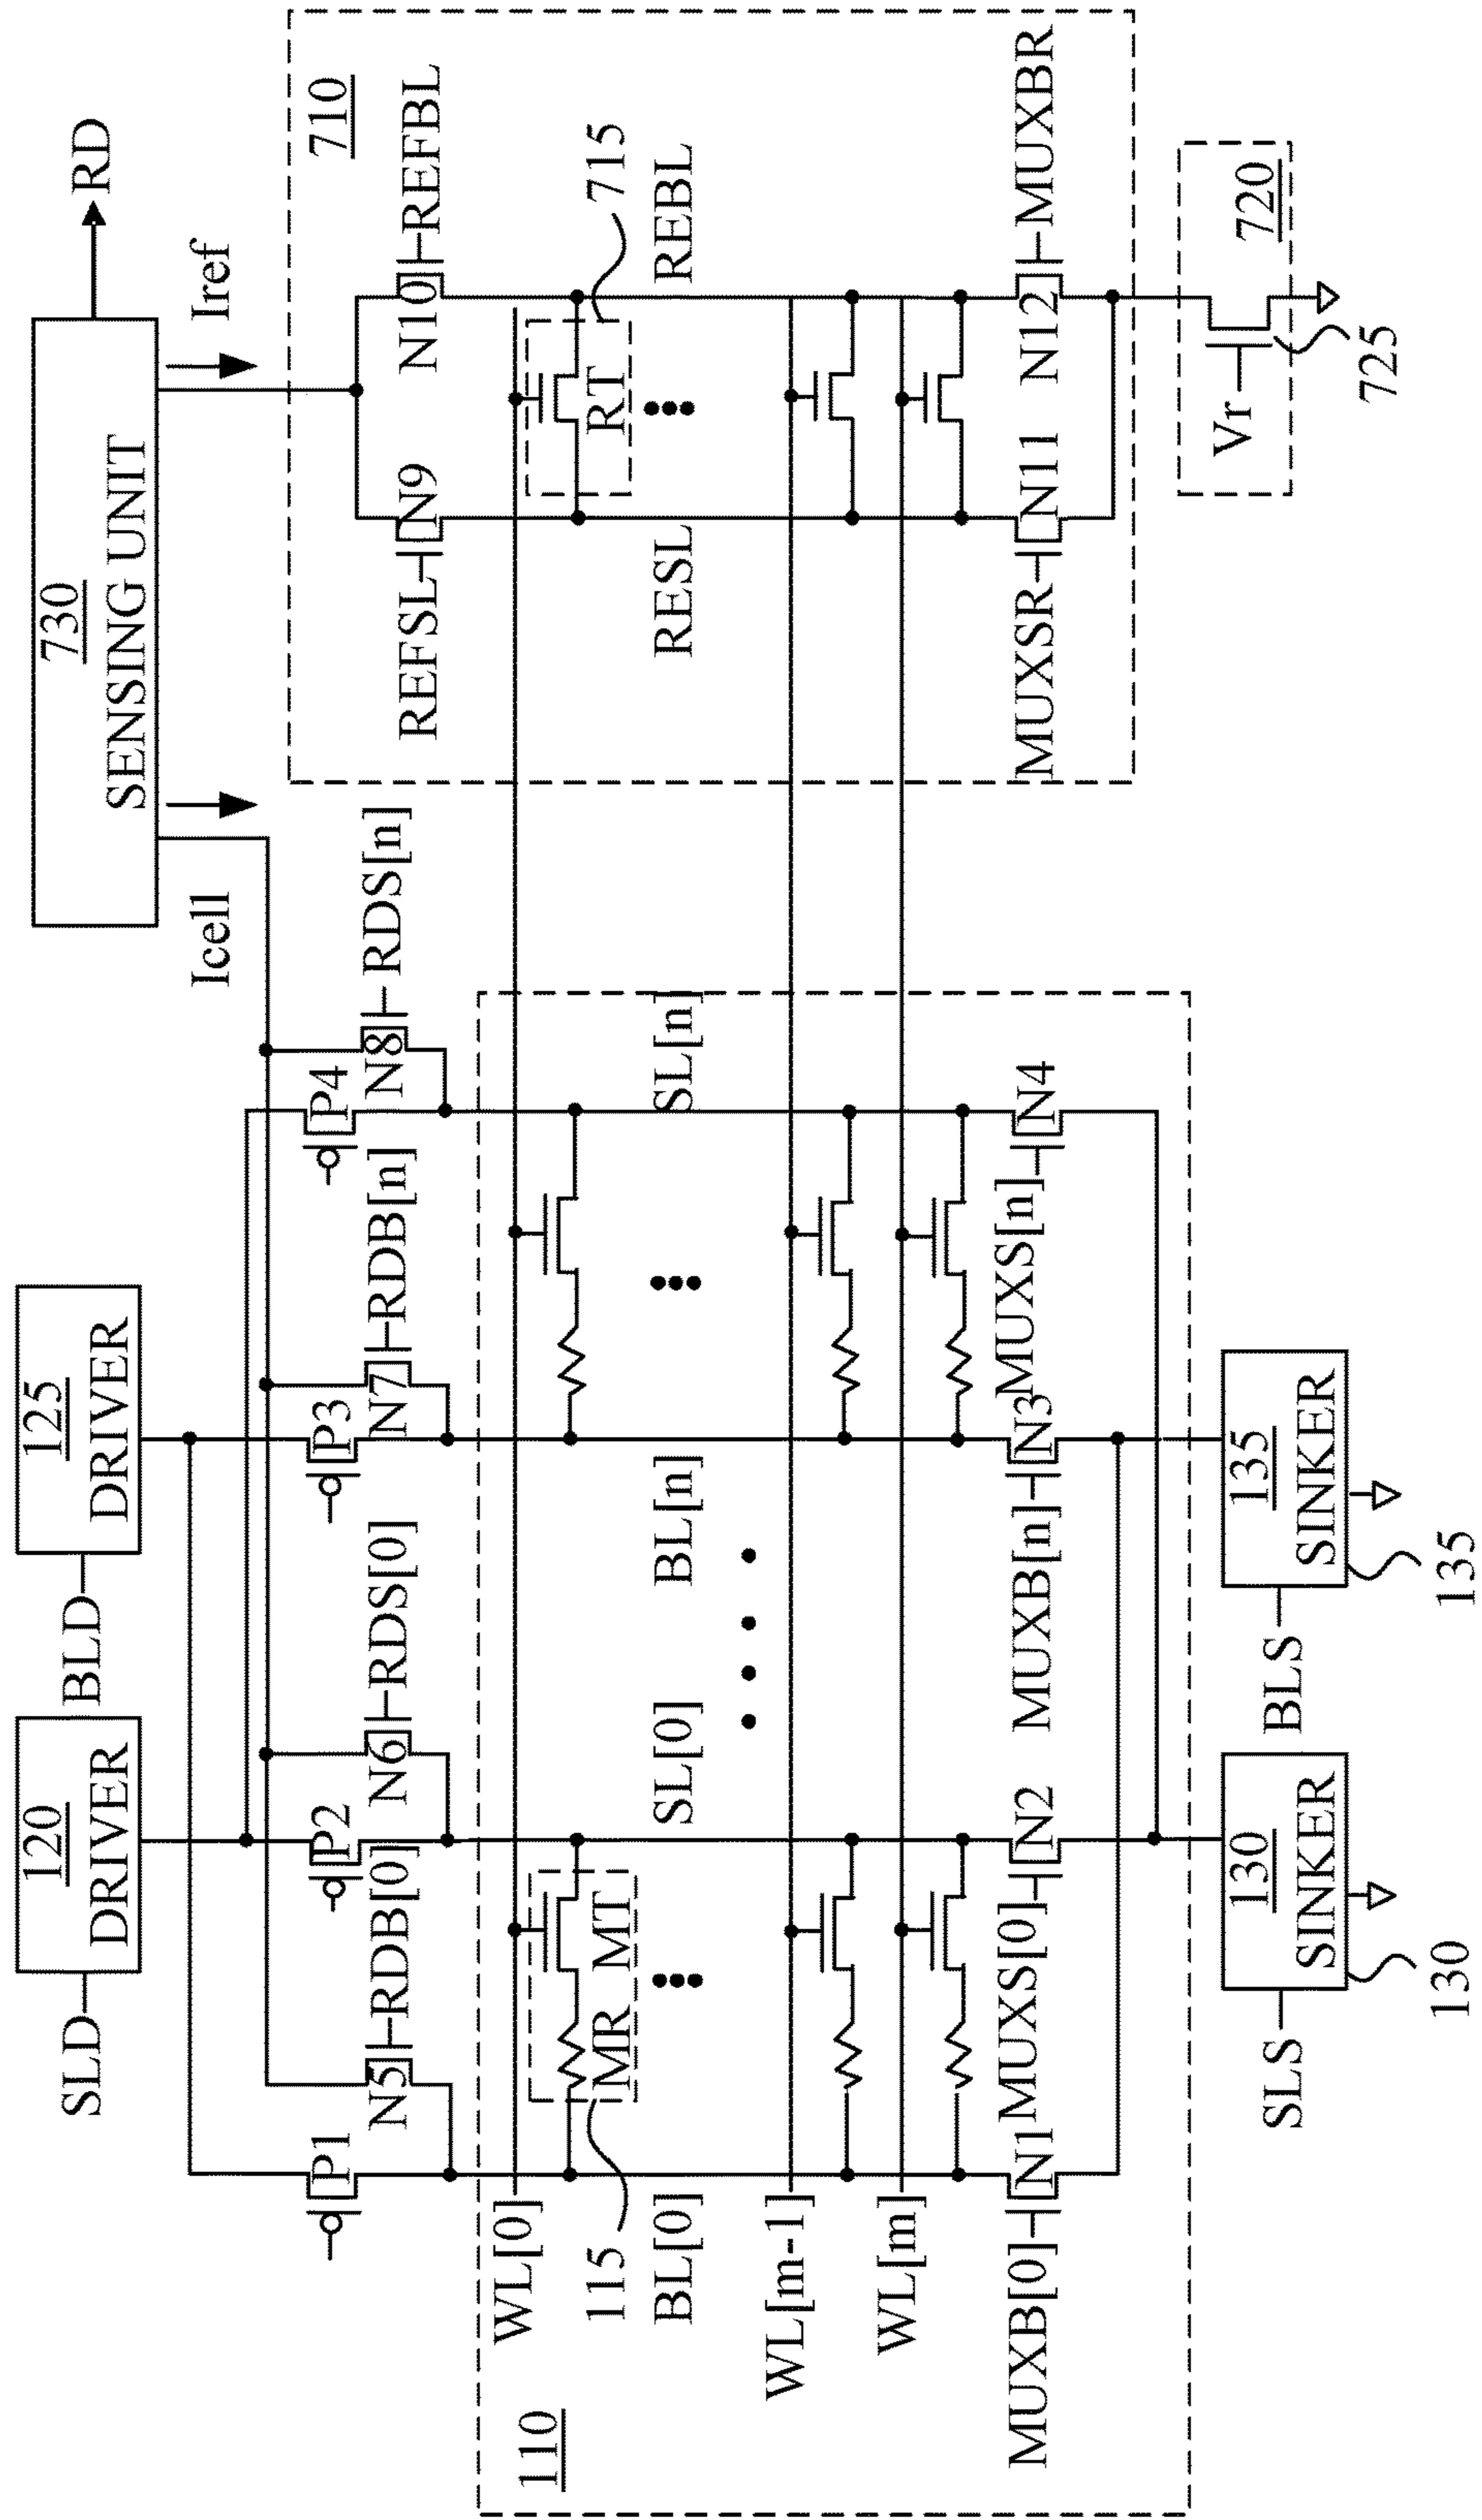 SLD
120
DRIVER
BLD
125
DRIVER
730
SENSING UNIT
RD
Icell
Iref
P1
N5
RDB[0]
P2
N6
RDS[0]
P3
N7
RDB[n]
P4
N8
RDS[n]
710
REFSL
N9
N10
REFBL
110
WL[0]
115
MR MT
BL[0]
SL[0]
BL[n]
SL[n]
RT
715
RESL
REBL
WL[m-1]
WL[m]
MUXB[0]
N1
MUXS[0]
N2
MUXB[n]
N3
MUXS[n]
N4
MUXSR
N11
N12
MUXBR
SLS
130
SINKER
130
BLS
135
SINKER
135
Vr
720
725